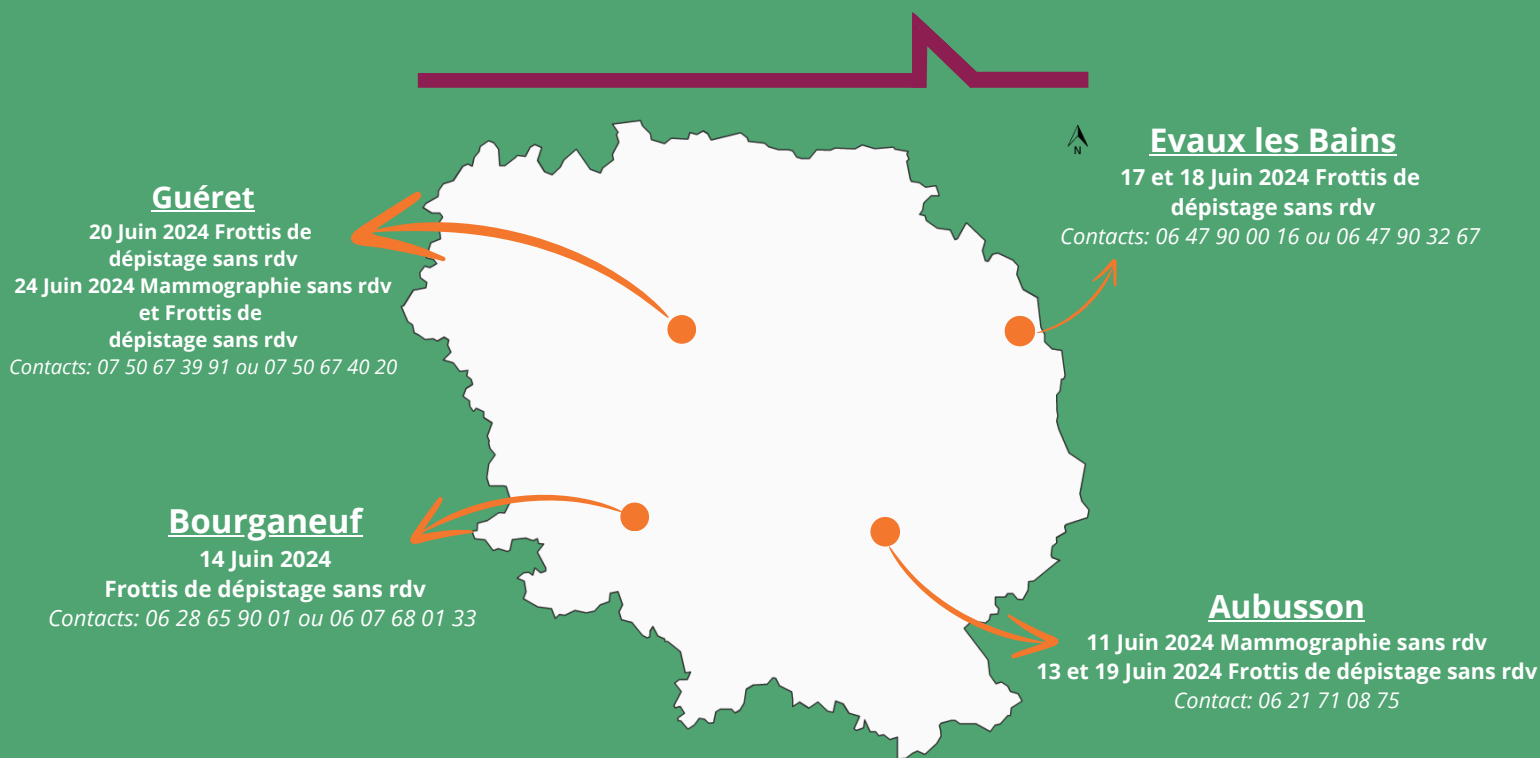 Guéret
20 Juin 2024 Frottis de
dépistage sans rdv
24 Juin 2024 Mammographie sans rdv
et Frottis de
dépistage sans rdv
Contacts: 07 50 67 39 91 ou 07 50 67 40 20
N
Evaux les Bains
17 et 18 Juin 2024 Frottis de
dépistage sans rdv
Contacts: 06 47 90 00 16 ou 06 47 90 32 67
Bourganeuf
14 Juin 2024
Frottis de dépistage sans rdv
Contacts: 06 28 65 90 01 ou 06 07 68 01 33
Aubusson
11 Juin 2024 Mammographie sans rdv
13 et 19 Juin 2024 Frottis de dépistage sans rdv
Contact: 06 21 71 08 75